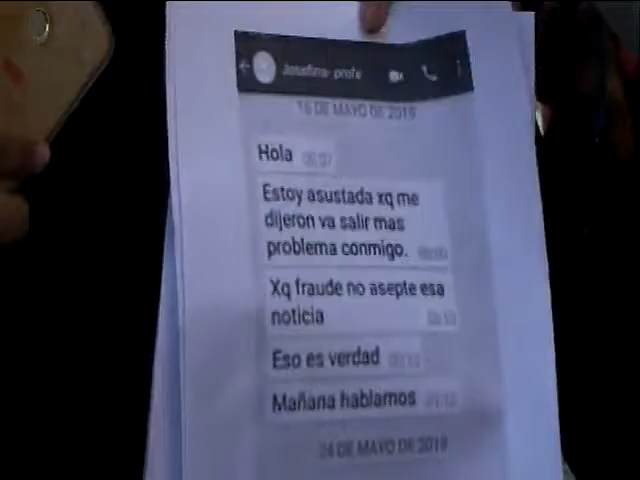 Josefina- profe
16 DE MAYO DE 2019
Hola
Estoy asustada xq me
dijeron va salir mas
problema conmigo.
Xq fraude no asepte esa
noticia
Eso es verdad
Mañana hablamos
24 DE MAYO DE 2019